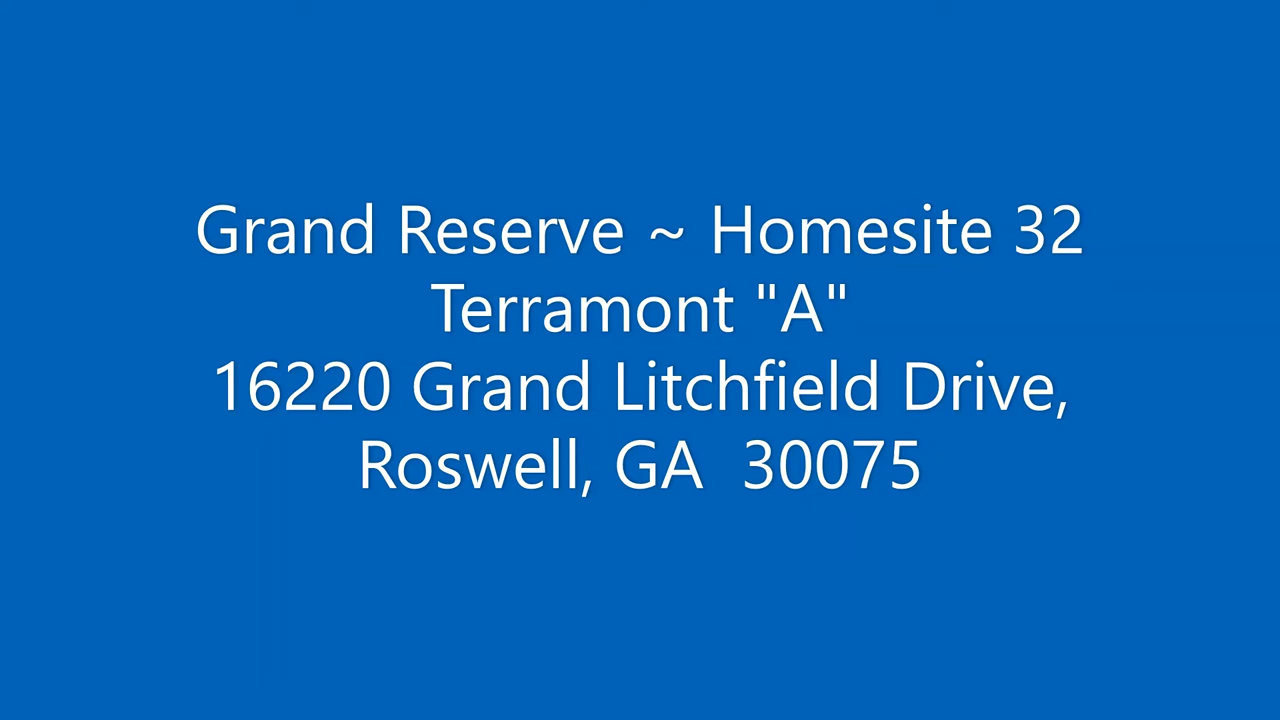 Grand Reserve ~ Homesite 32
Terramont "A"
16220 Grand Litchfield Drive,
Roswell, GA  30075